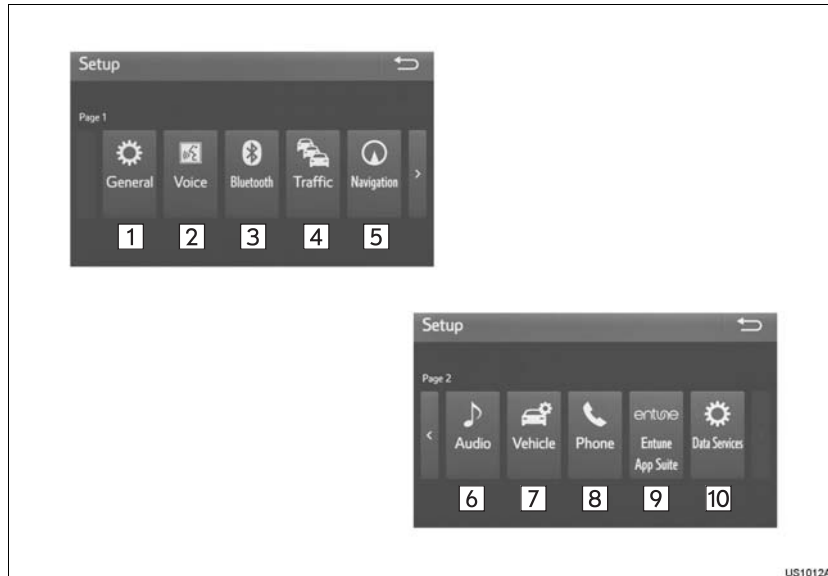 Setup
Page 1
General Voice Bluetooth Traffic Navigation >
1 2 3 4 5
Setup
Page 2
< Audio Vehicle Phone entune Entune App Suite Data Services
6 7 8 9 10
US1012A